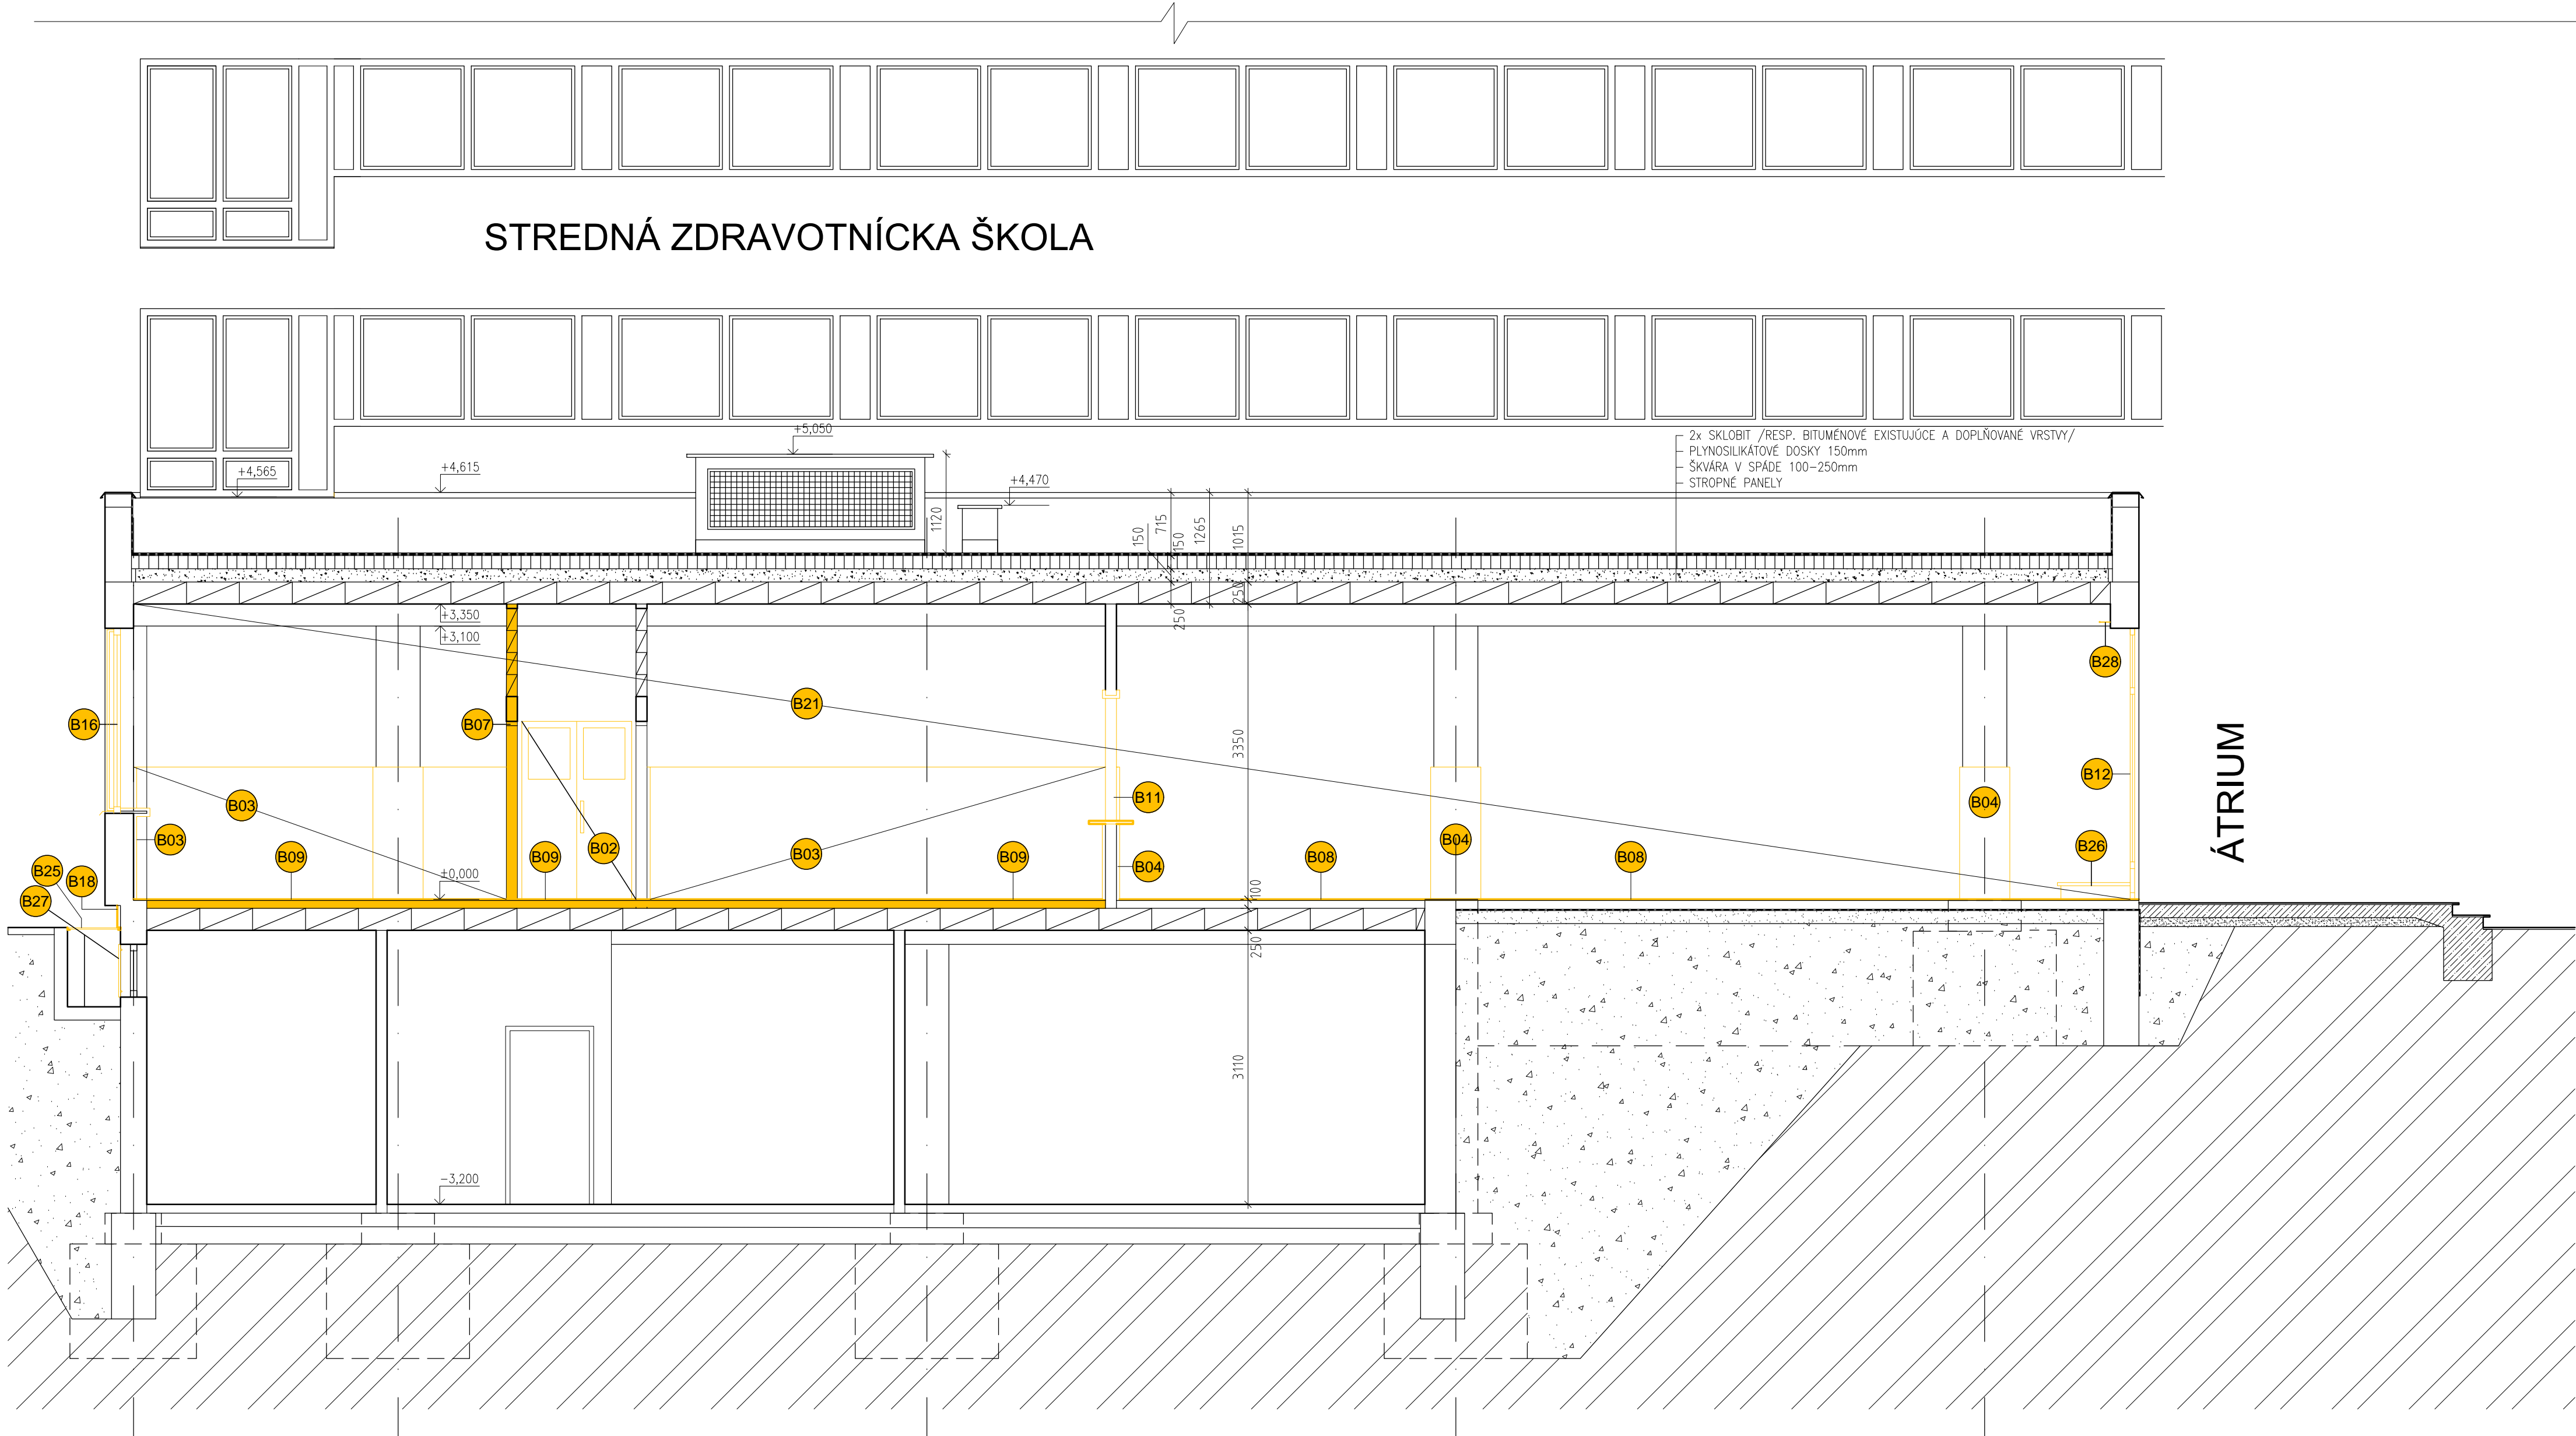 STREDNÁ ZDRAVOTNÍCKA ŠKOLA
+5,050
2x SKLOBIT /RESP. BITUMÉNOVÉ EXISTUJÚCE A DOPĹŇOVANÉ VRSTVY/
PLYNOSILIKÁTOVÉ DOSKY 150mm
ŠKVÁRA V SPÁDE 100-250mm
STROPNÉ PANELY
+4,565
+4,615
+4,470
1120
150
715
150
1265
1015
250
250
+3,350
+3,100
B28
B21
B16
B07
3350
ÁTRIUM
B12
B11
B03
B04
B03
B04
B26
B09
B09
B02
B03
B09
B04
B08
B08
B25
B18
B27
±0,000
100
250
3110
-3,200